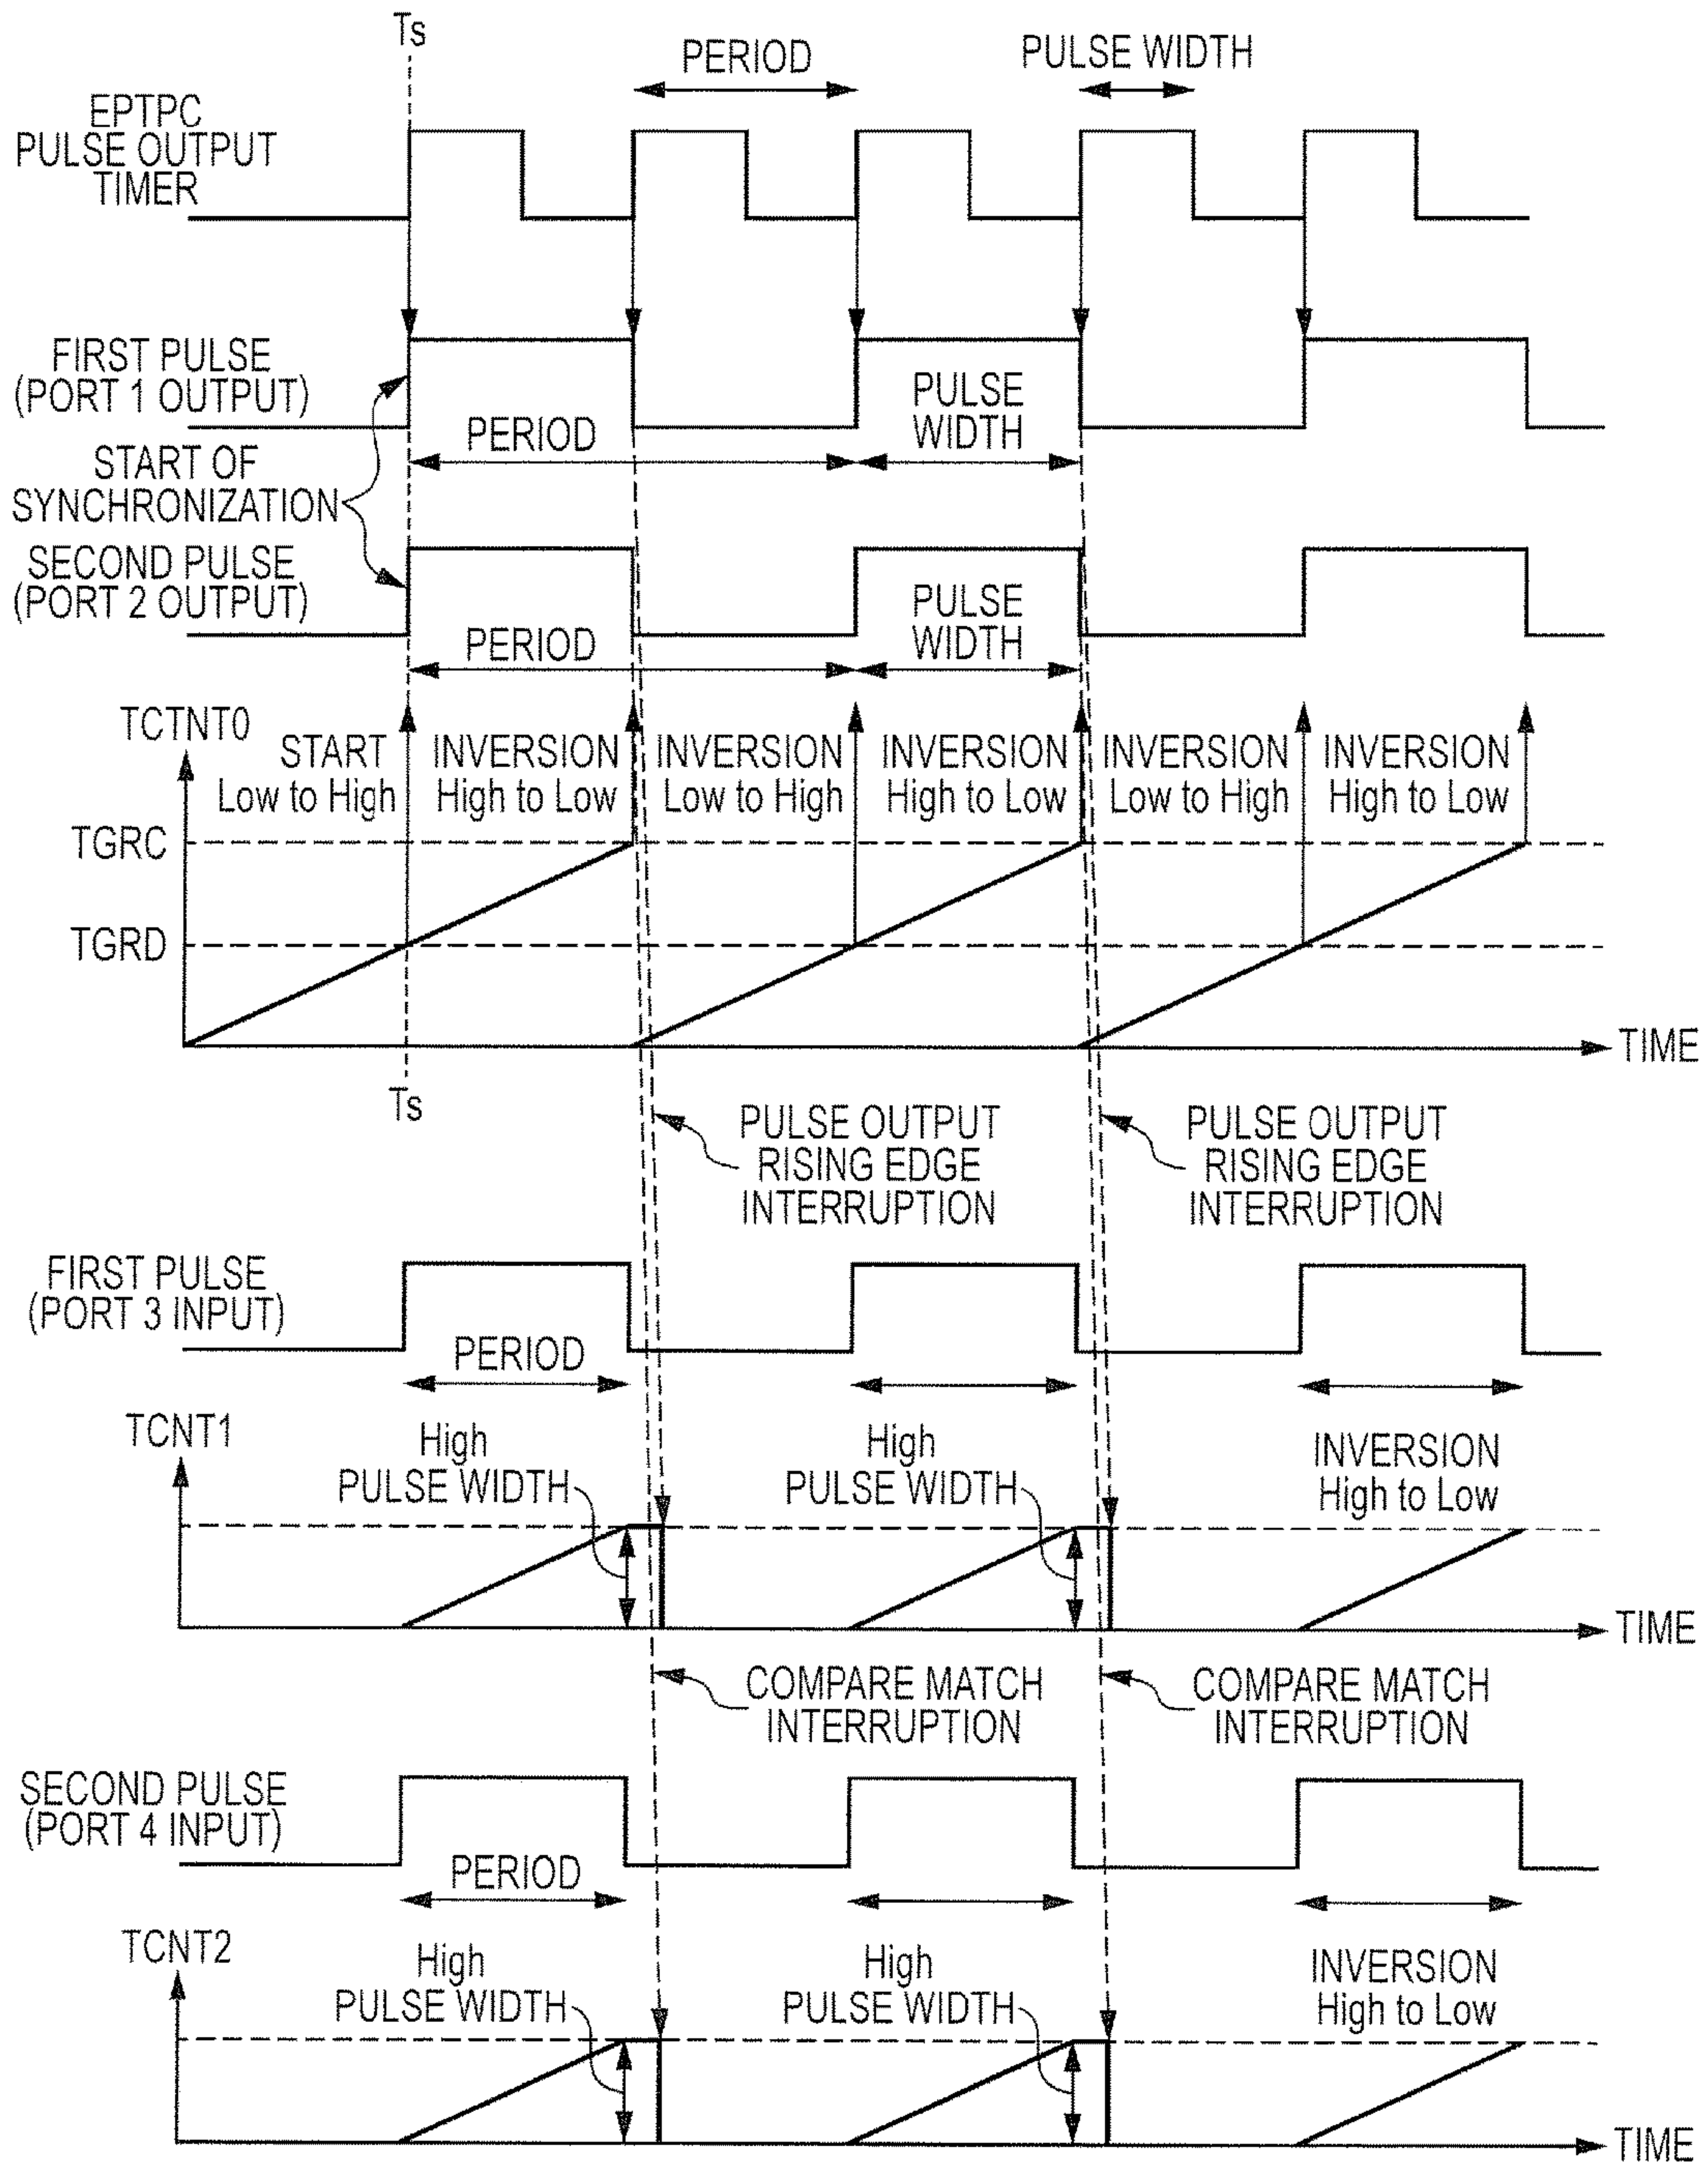 Ts
PERIOD
PULSE WIDTH
EPTPC
PULSE OUTPUT
TIMER
FIRST PULSE
(PORT 1 OUTPUT)
PERIOD
PULSE
WIDTH
START OF
SYNCHRONIZATION
SECOND PULSE
(PORT 2 OUTPUT)
PERIOD
PULSE
WIDTH
TCTNT0
START
Low to High
INVERSION
High to Low
INVERSION
Low to High
INVERSION
High to Low
INVERSION
Low to High
INVERSION
High to Low
TGRC
TGRD
TIME
Ts
PULSE OUTPUT
RISING EDGE
INTERRUPTION
PULSE OUTPUT
RISING EDGE
INTERRUPTION
FIRST PULSE
(PORT 3 INPUT)
PERIOD
TCNT1
High
PULSE WIDTH
High
PULSE WIDTH
INVERSION
High to Low
TIME
COMPARE MATCH
INTERRUPTION
COMPARE MATCH
INTERRUPTION
SECOND PULSE
(PORT 4 INPUT)
PERIOD
TCNT2
High
PULSE WIDTH
High
PULSE WIDTH
INVERSION
High to Low
TIME